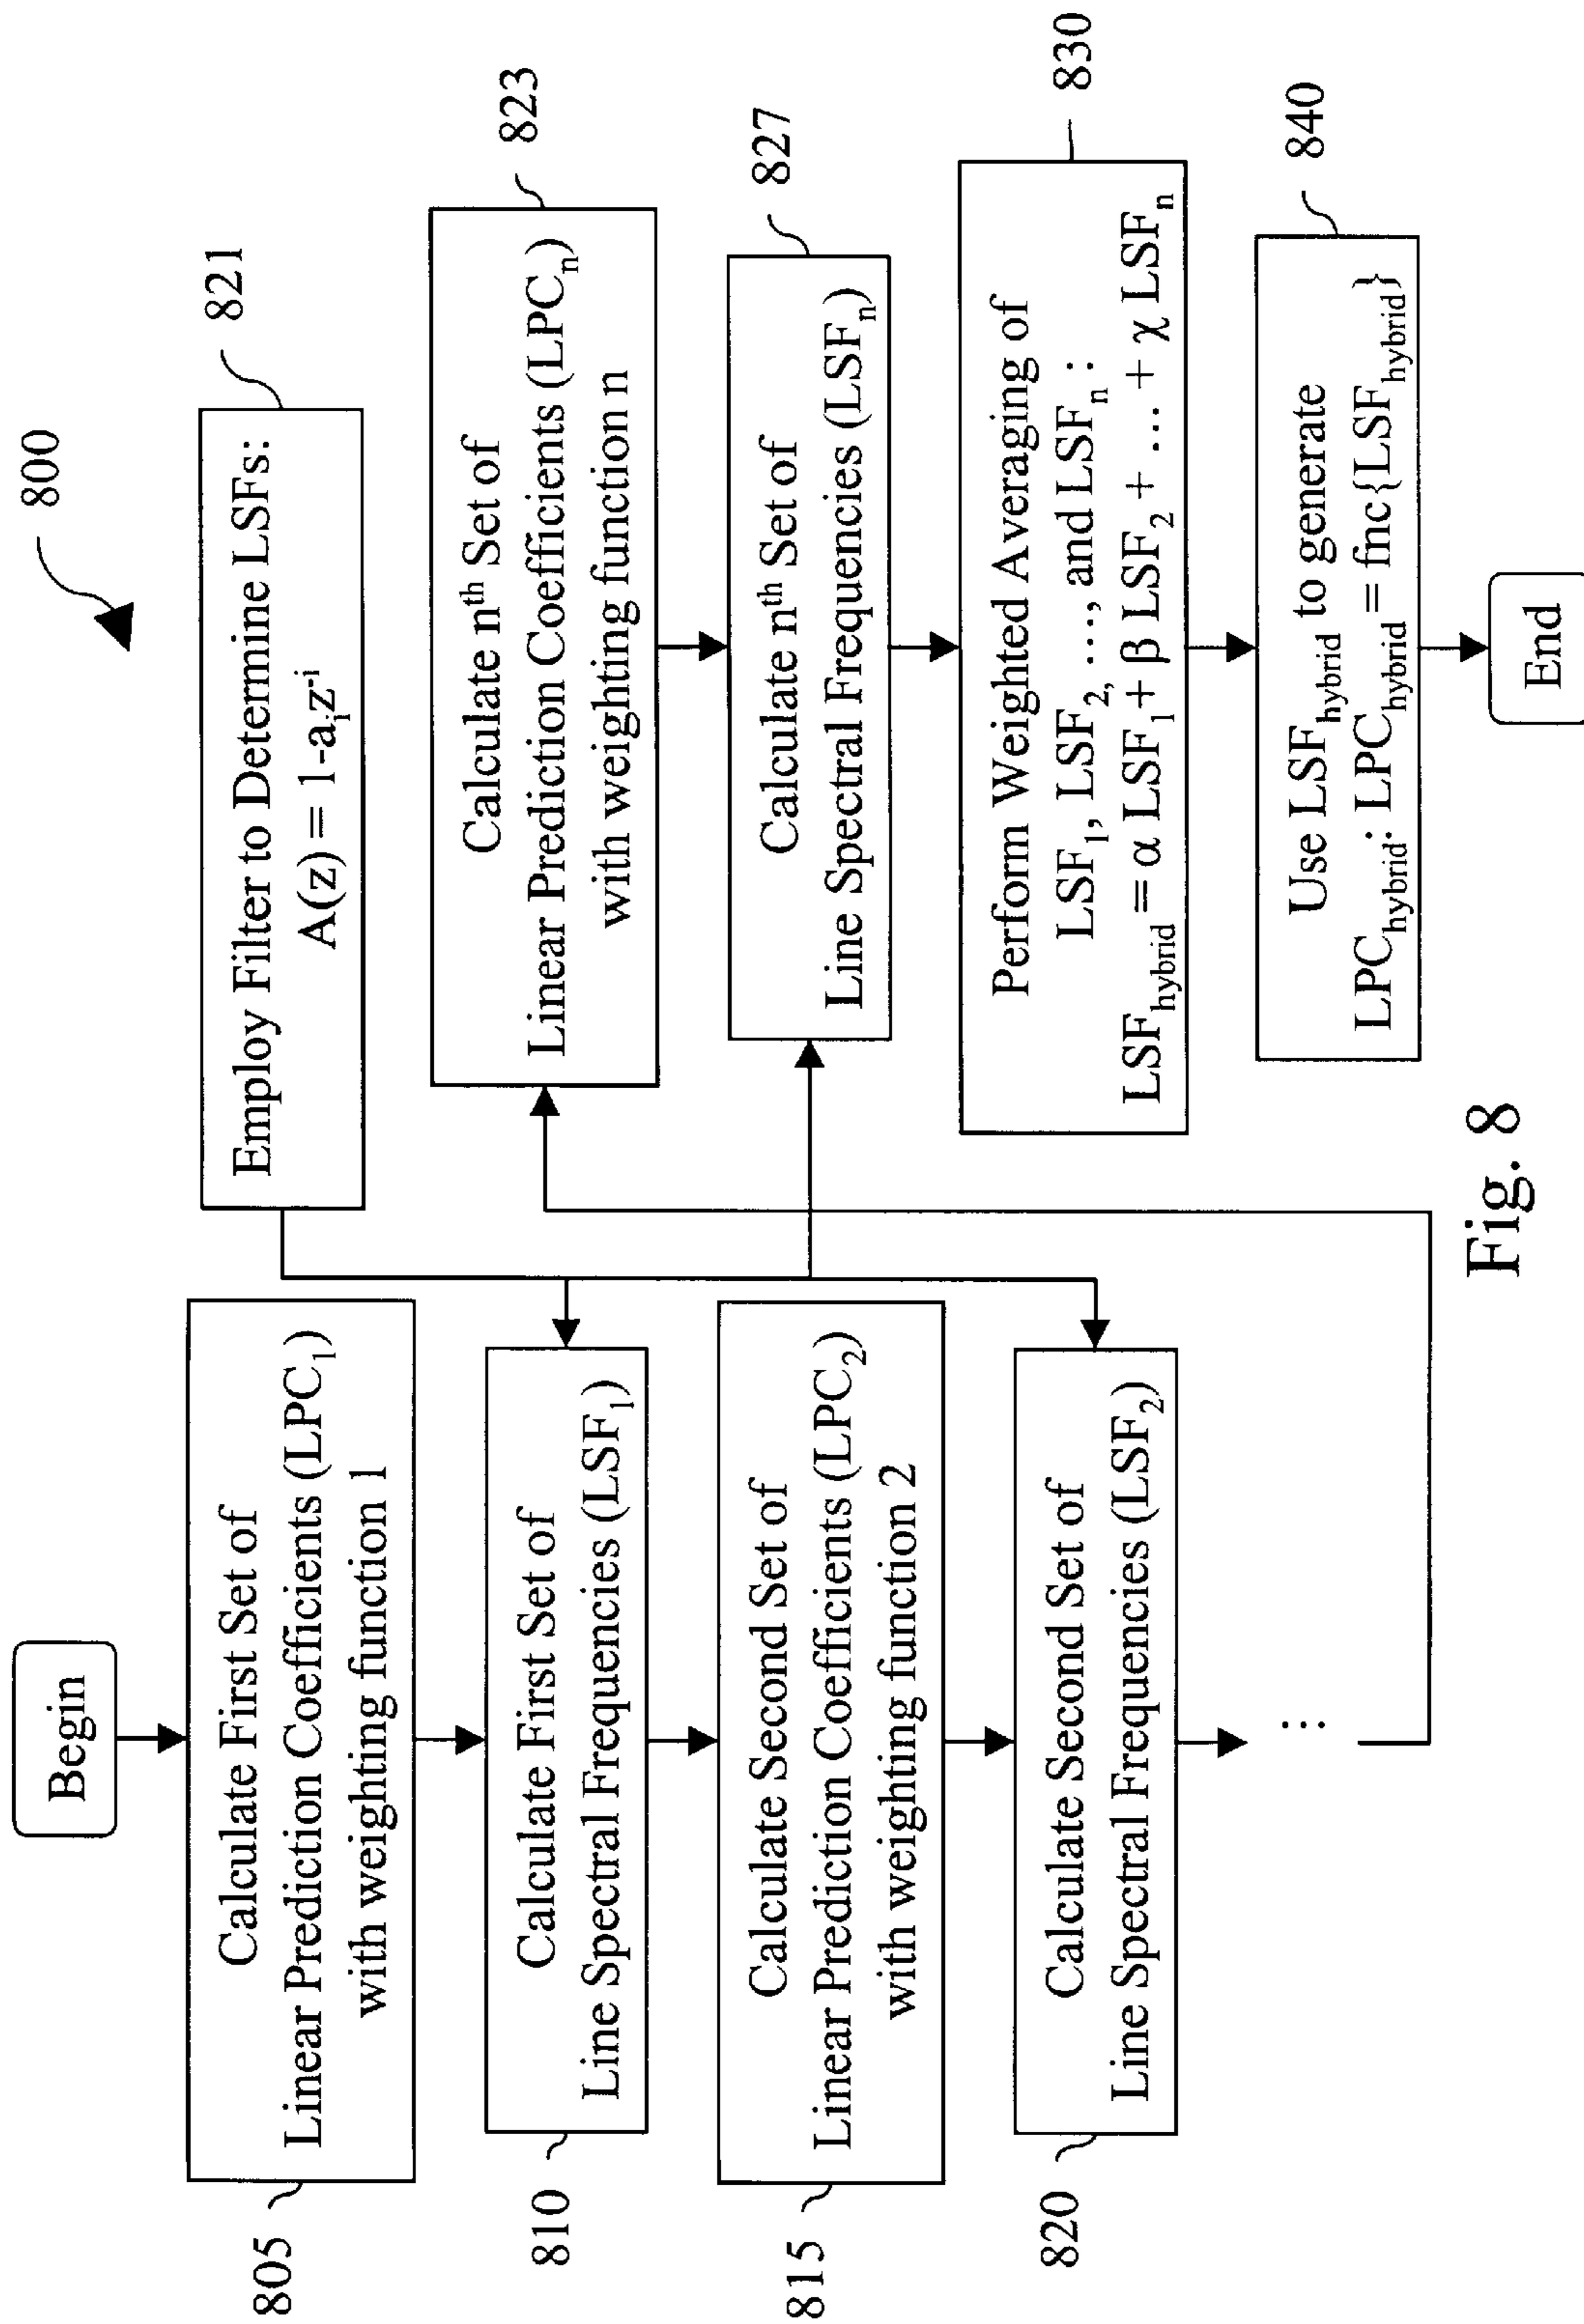 800
Begin
805
Calculate First Set of
Linear Prediction Coefficients (LPC₁)
with weighting function 1
810
Calculate First Set of
Line Spectral Frequencies (LSF₁)
815
Calculate Second Set of
Linear Prediction Coefficients (LPC₂)
with weighting function 2
820
Calculate Second Set of
Line Spectral Frequencies (LSF₂)
...
821
Employ Filter to Determine LSFs:
A(z) = 1-aᵢz⁻ⁱ
823
Calculate nᵗʰ Set of
Linear Prediction Coefficients (LPCₙ)
with weighting function n
827
Calculate nᵗʰ Set of
Line Spectral Frequencies (LSFₙ)
830
Perform Weighted Averaging of
LSF₁, LSF₂, ..., and LSFₙ :
LSF_hybrid = α LSF₁ + β LSF₂ + ... + χ LSFₙ
840
Use LSF_hybrid to generate
LPC_hybrid: LPC_hybrid = fnc{LSF_hybrid}
End
Fig. 8